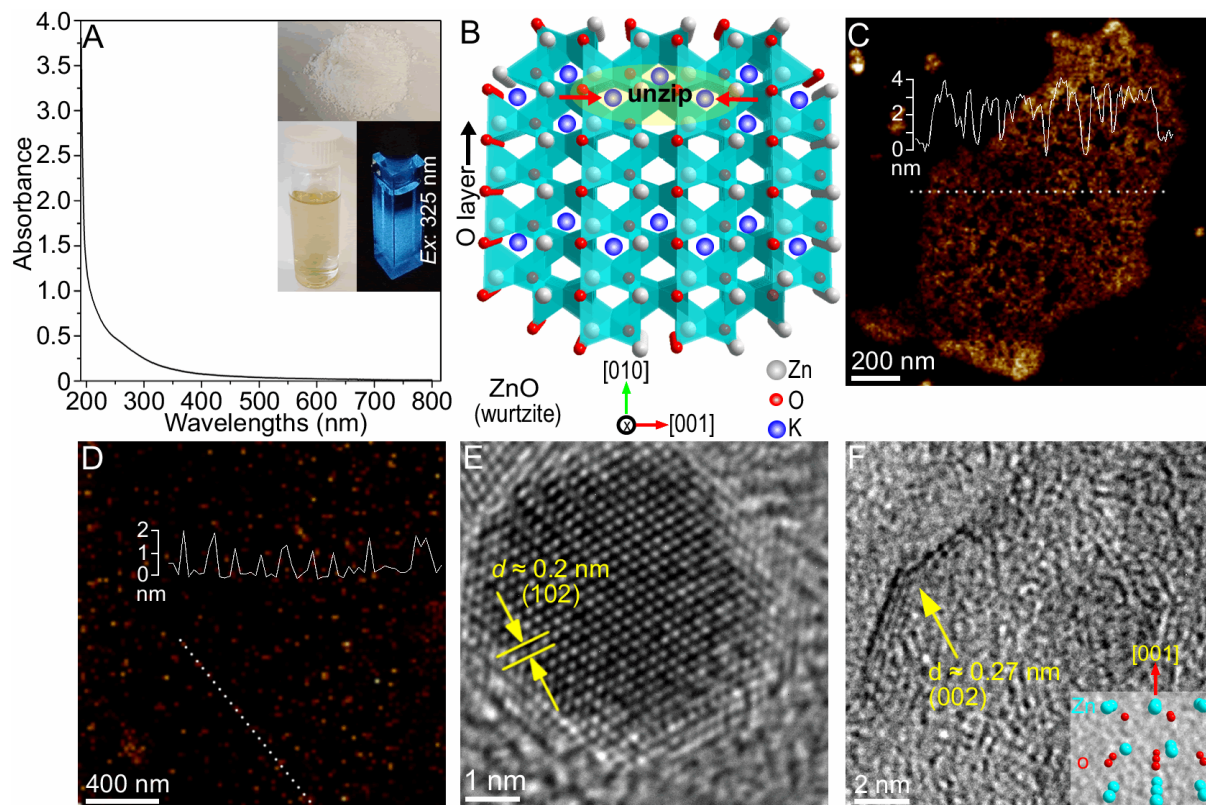 A
4.0
3.5
3.0
2.5
2.0
1.5
1.0
0.5
0
Absorbance
200 300 400 500 600 700 800
Wavelengths (nm)
Ex: 325 nm
B
unzip
O layer
ZnO
(wurtzite)
[010]
x
[001]
Zn
O
K
C
4
2
0
nm
200 nm
D
2
1
0
nm
400 nm
E
d ≈ 0.2 nm
(102)
1 nm
F
d ≈ 0.27 nm
(002)
[001]
Zn
O
2 nm